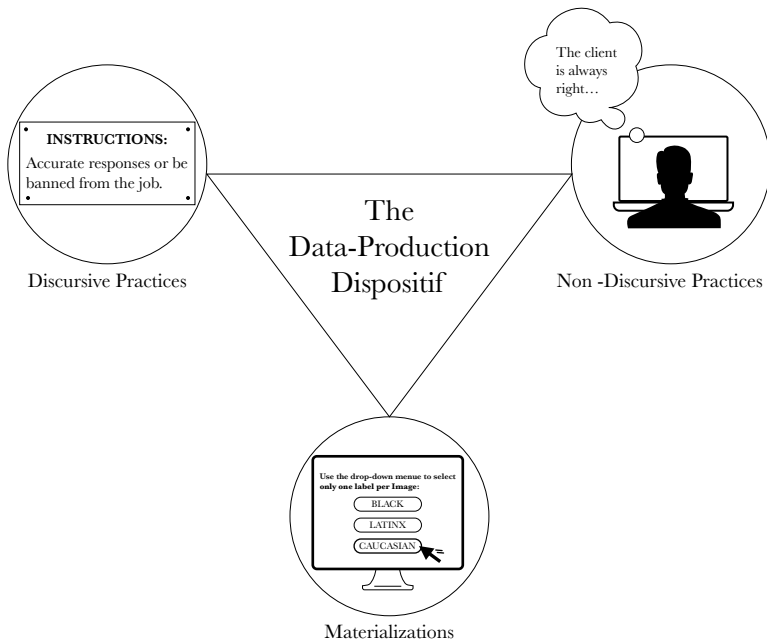 The client
is always
right…
INSTRUCTIONS:
Accurate responses or be
banned from the job.
The
Data-Production
Dispositif
Discursive Practices
Non -Discursive Practices
Use the drop-down menue to select
only one label per Image:
BLACK
LATINX
CAUCASIAN
Materializations